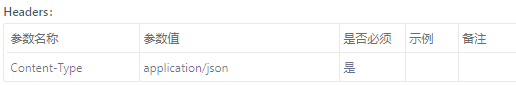 Headers:
参数名称 参数值 是否必须 示例 备注
Content-Type application/json 是